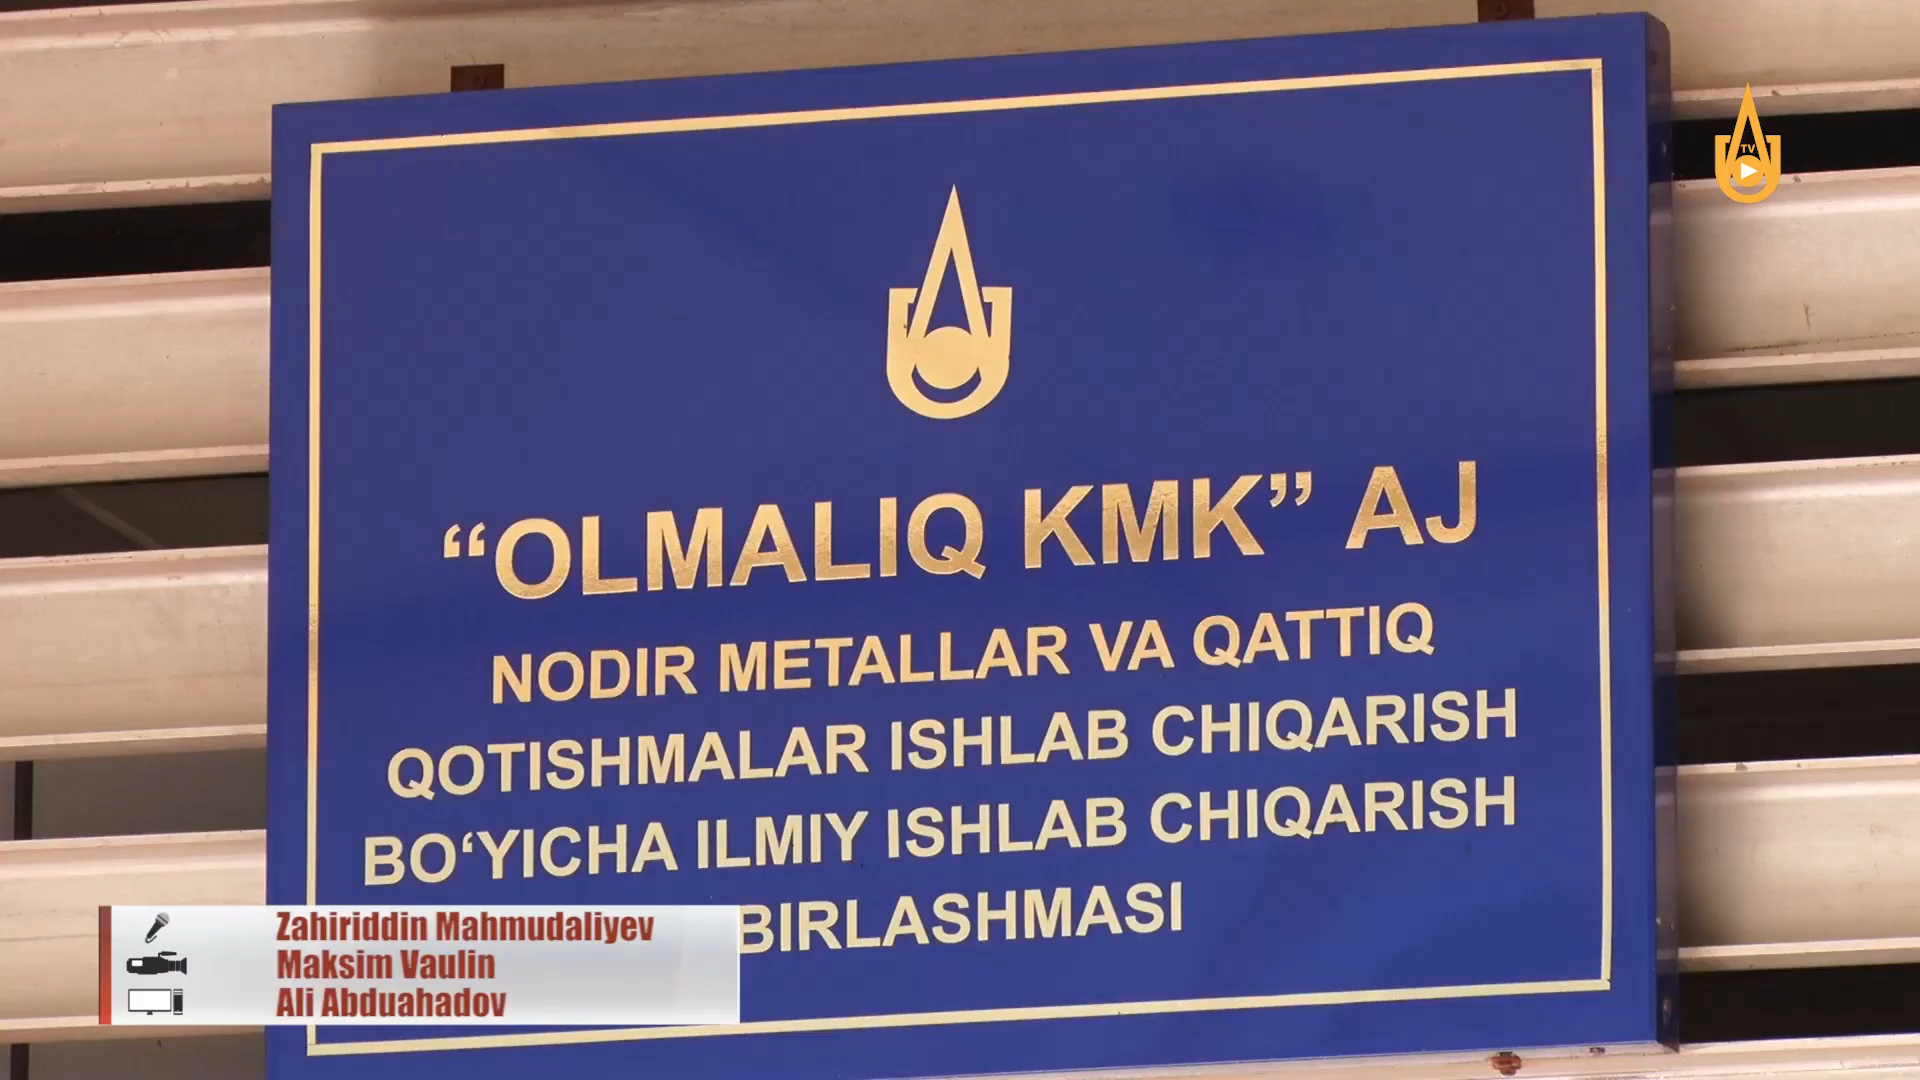 TV
“OLMALIQ KMK” AJ
NODIR METALLAR VA QATTIQ
QOTISHMALAR ISHLAB CHIQARISH
BO‘YICHA ILMIY ISHLAB CHIQARISH
BIRLASHMASI
Zahiriddin Mahmudaliyev
Maksim Vaulin
Ali Abduahadov